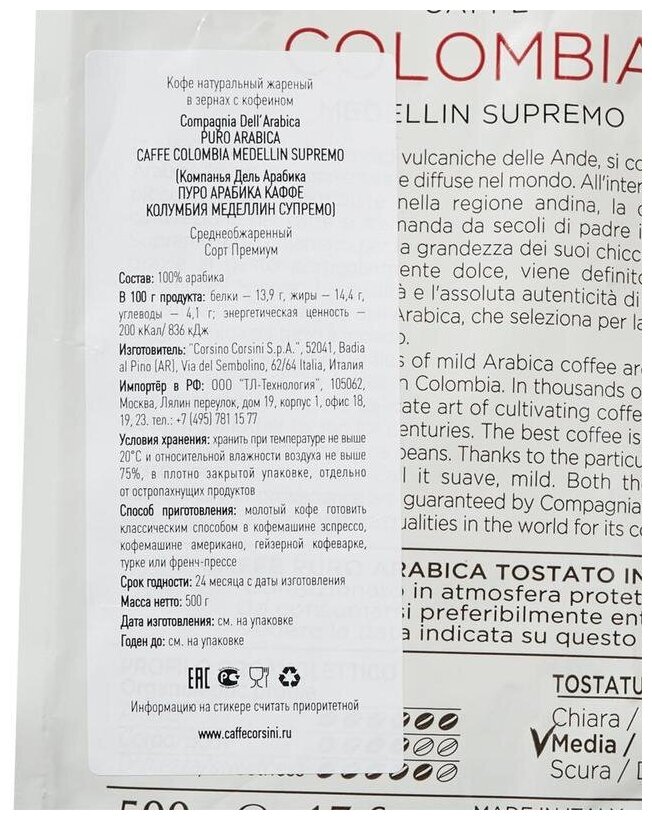 COLOMBIA
ELLIN SUPREMO
Кофе натуральный жареный
в зернах с кофеином
Compagnia Dell'Arabica
PURO ARABICA
CAFFE COLOMBIA MEDELLIN SUPREMO
(Компанья Дель Арабика
ПУРО АРАБИКА КАФФЕ
КОЛУМБИЯ МЕДЕЛЛИН СУПРЕМО)
Среднеобжаренный
Сорт Премиум
Состав: 100% арабика
В 100 г продукта: белки – 13,9 г, жиры – 14,4 г,
углеводы – 4,1 г; энергетическая ценность –
200 кКал/ 836 кДж
Изготовитель: "Corsino Corsini S.p.A.", 52041, Badia
al Pino (AR), Via del Sembolino, 62/64 Italia, Италия
Импортёр в РФ: ООО "ТЛ-Технология", 105062,
Москва, Лялин переулок, дом 19, корпус 1, офис 18,
19, 23. тел.: +7 (495) 781 15 77
Условия хранения: хранить при температуре не выше
20°С и относительной влажности воздуха не выше
75%, в плотно закрытой упаковке, отдельно
от остропахнущих продуктов
Способ приготовления: молотый кофе готовить
классическим способом в кофемашине эспрессо,
кофемашине американо, гейзерной кофеварке,
турке или френч-прессе
Срок годности: 24 месяца с даты изготовления
Масса нетто: 500 г
Дата изготовления: см. на упаковке
Годен до: см. на упаковке
EAC PC
Информацию на стикере считать приоритетной
www.caffecorsini.ru
vulcaniche delle Ande, si co
e diffuse nel mondo. All'inter
nella regione andina, la c
manda da secoli di padre i
a grandezza dei suoi chicc
ente dolce, viene definito
à e l'assoluta autenticità di
Arabica, che seleziona per la
o.
s of mild Arabica coffee are
n Colombia. In thousands o
ate art of cultivating coffe
enturies. The best coffee is
beans. Thanks to the particu
l it suave, mild. Both th
guaranteed by Compagnia
ualities in the world for its co
ARABICA TOSTATO IN
o in atmosfera protet
si preferibilmente ent
a indicata su questo
TOSTATU
Chiara /
Media /
Scura / D